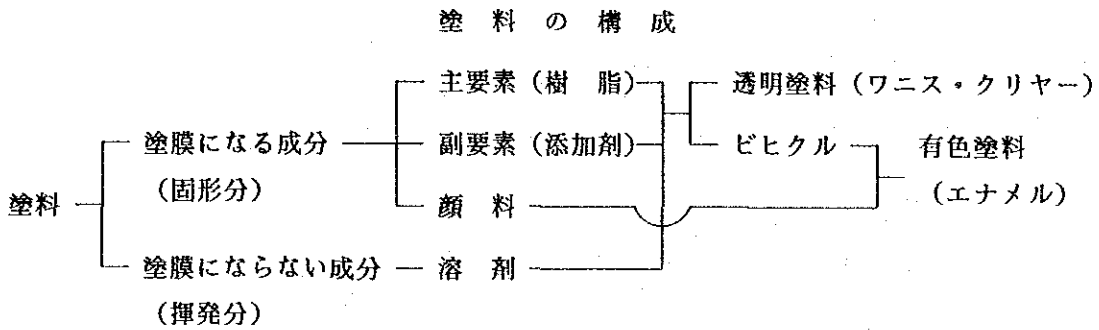 塗料の構成
主要素(樹脂) 透明塗料(ワニス・クリヤー)
塗膜になる成分 副要素(添加剤) ビヒクル 有色塗料
(固形分) (エナメル)
塗料 顔料
塗膜にならない成分 溶剤
(揮発分)